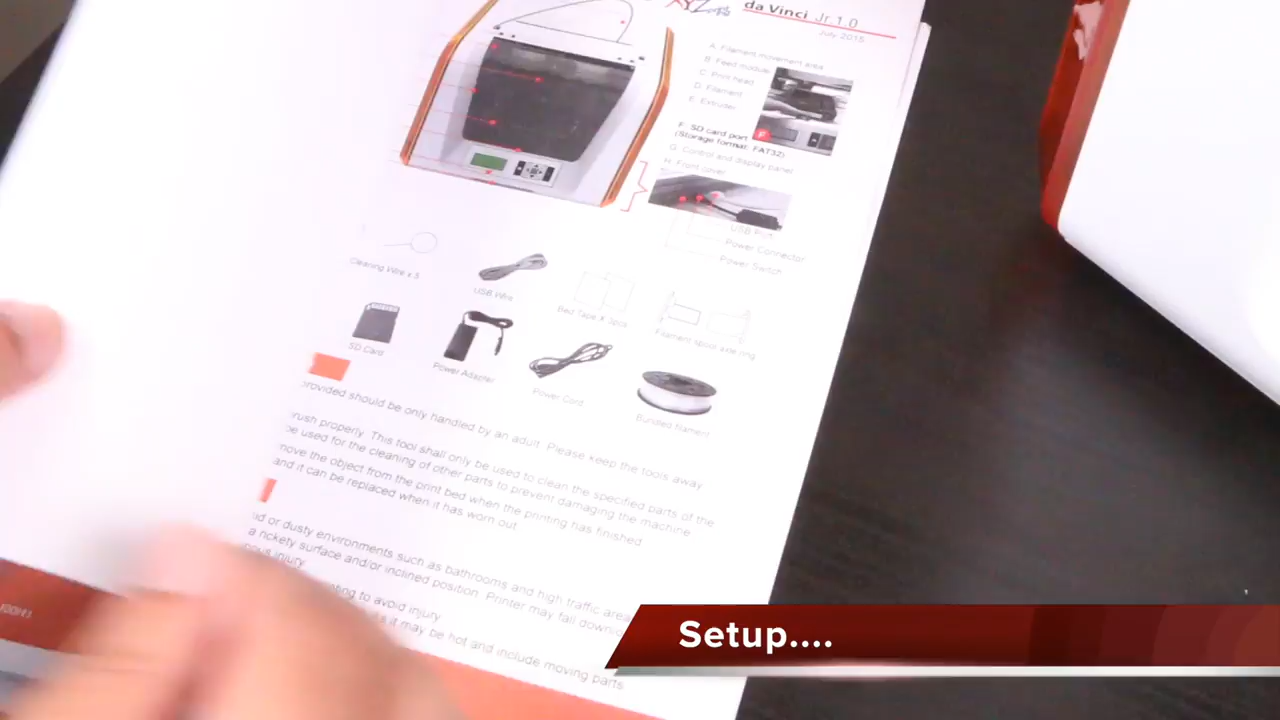 XYZ
da Vinci Jr 1.0
July 2015
A. Filament movement area
B. Feed module
C. Print head
D. Filament
E. Extruder
F
F. SD card port
(Storage format: FAT32)
G. Control and display panel
H. Front cover
USB Port
Power Connector
Power Switch
Cleaning Wire x 5
USB Wire
Bed Tape
Filament spool axle ring
SD Card
Power Adapter
Power Cord
Bundled filament
provided should be only handled by an adult. Please keep the tools away
rush properly. This tool shall only be used to clean the specified parts of the
be used for the cleaning of other parts to prevent damaging the machine
move the object from the print bed when the printing has finished
and it can be replaced when it has worn out
or dusty environments such as bathrooms and high traffic area
a rickety surface and/or inclined position. Printer may fall down
injury
to avoid injury
it may be hot and include moving parts
Setup....